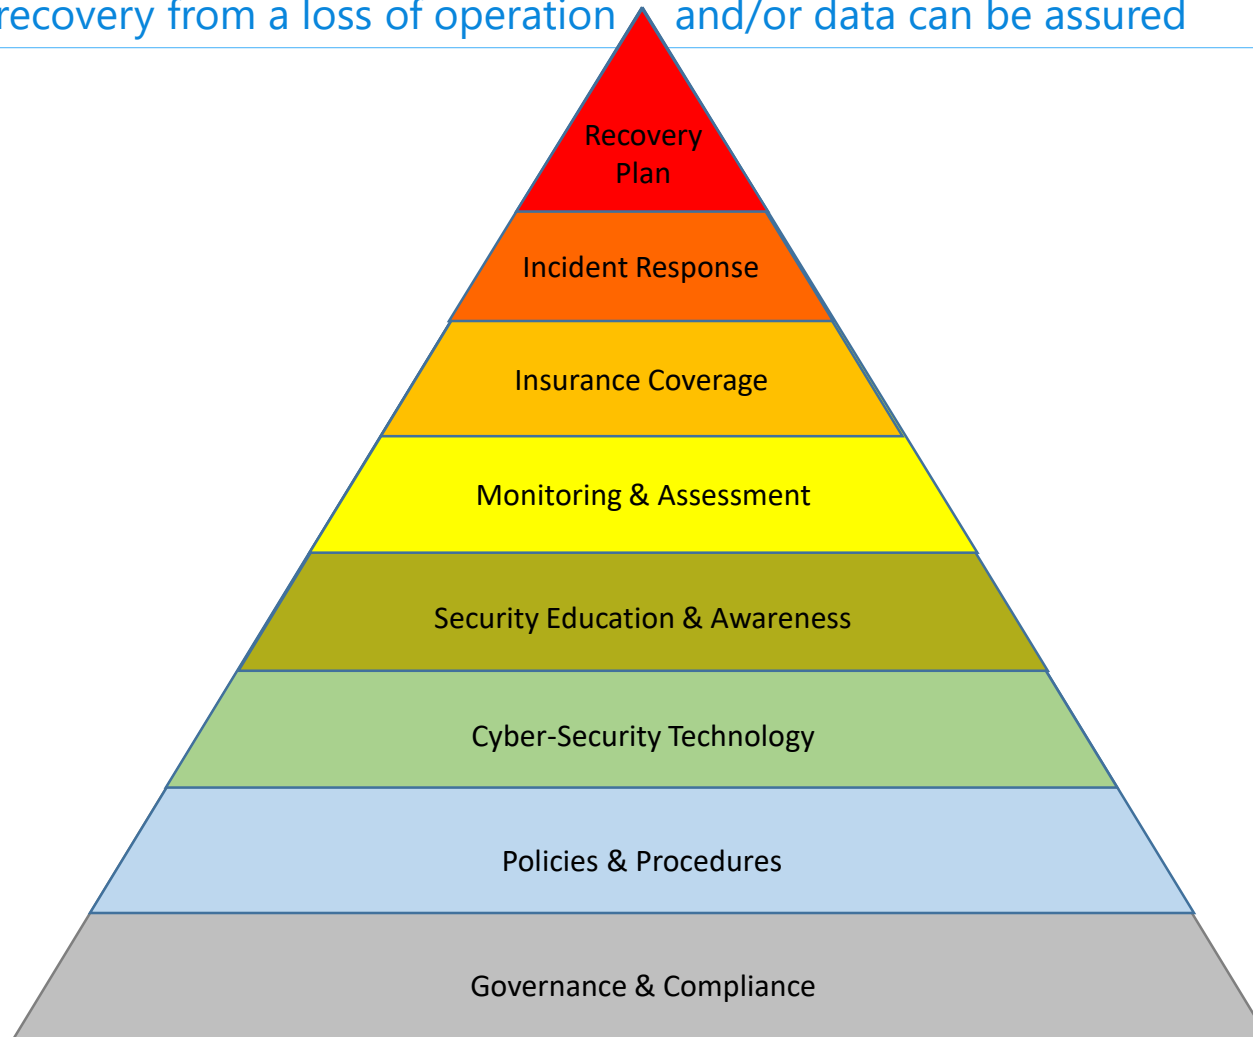 recovery from a loss of operation and/or data can be assured
Recovery
Plan
Incident Response
Insurance Coverage
Monitoring & Assessment
Security Education & Awareness
Cyber-Security Technology
Policies & Procedures
Governance & Compliance